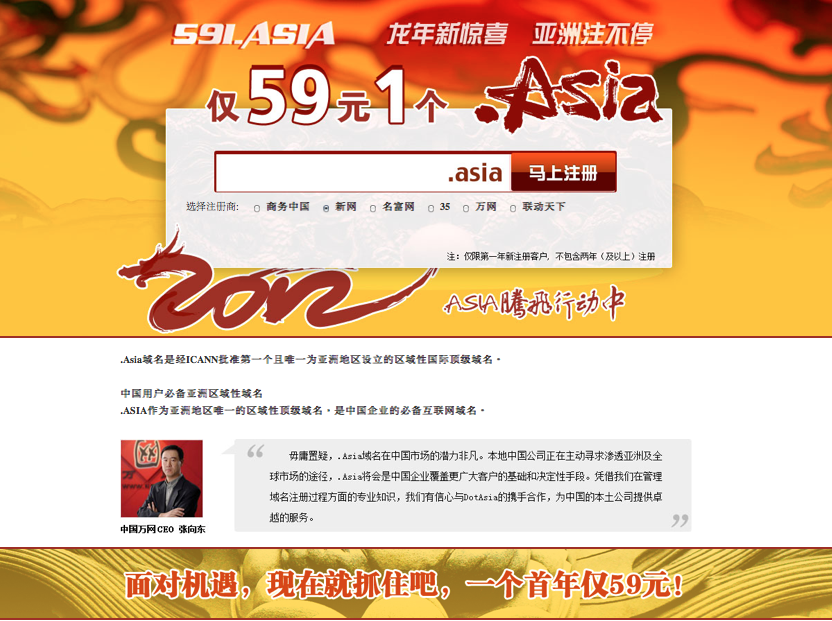 591.ASIA
龙年新惊喜 亚洲注不停
仅59元1个 .Asia
.asia 马上注册
选择注册商: 商务中国 新网 名富网 35 万网 联动天下
注: 仅限第一年新注册客户, 不包含两年(及以上)注册
2012
ASIA腾飛行动中
.Asia域名是经ICANN批准第一个且唯一为亚洲地区设立的区域性国际顶级域名。
中国用户必备亚洲区域性域名
.ASIA作为亚洲地区唯一的区域性顶级域名。是中国企业的必备互联网域名。
“ 毋庸置疑，.Asia域名在中国市场的潜力非凡。本地中国公司正在主动寻求渗透亚洲及全
球市场的途径，.Asia将会是中国企业覆盖更广大客户的基础和决定性手段。凭借我们在管理
域名注册过程方面的专业知识，我们有信心与DotAsia的携手合作，为中国的本土公司提供卓
越的服务。 ”
中国万网CEO 张向东
面对机遇，现在就抓住吧，一个首年仅59元!